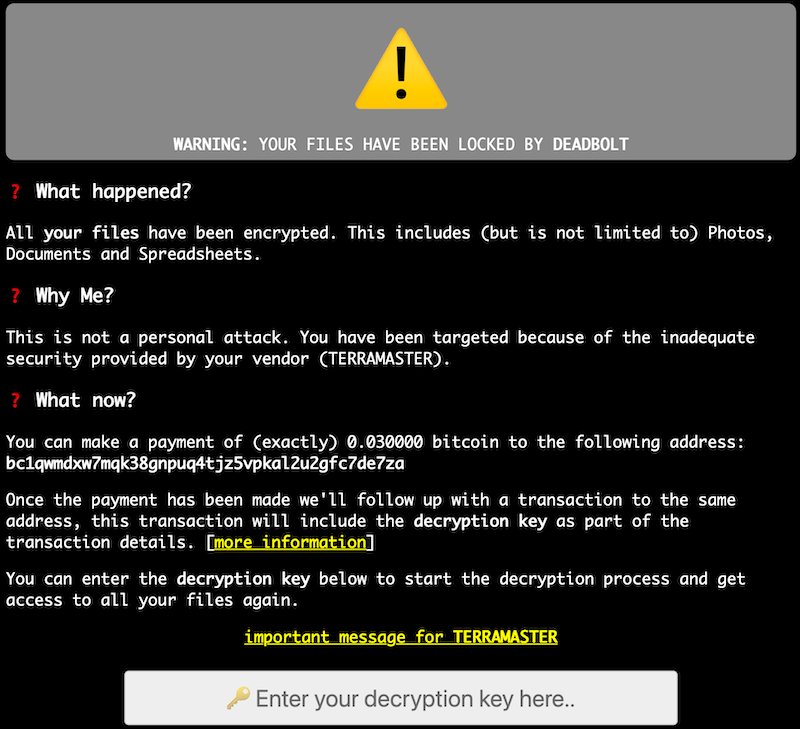 WARNING: YOUR FILES HAVE BEEN LOCKED BY DEADBOLT
? What happened?
All your files have been encrypted. This includes (but is not limited to) Photos,
Documents and Spreadsheets.
? Why Me?
This is not a personal attack. You have been targeted because of the inadequate
security provided by your vendor (TERRAMASTER).
? What now?
You can make a payment of (exactly) 0.030000 bitcoin to the following address:
bc1qwmdxw7mqk38gnpuq4tjz5vpkal2u2gfc7de7za
Once the payment has been made we'll follow up with a transaction to the same
address, this transaction will include the decryption key as part of the
transaction details. [more information]
You can enter the decryption key below to start the decryption process and get
access to all your files again.
important message for TERRAMASTER
Enter your decryption key here..